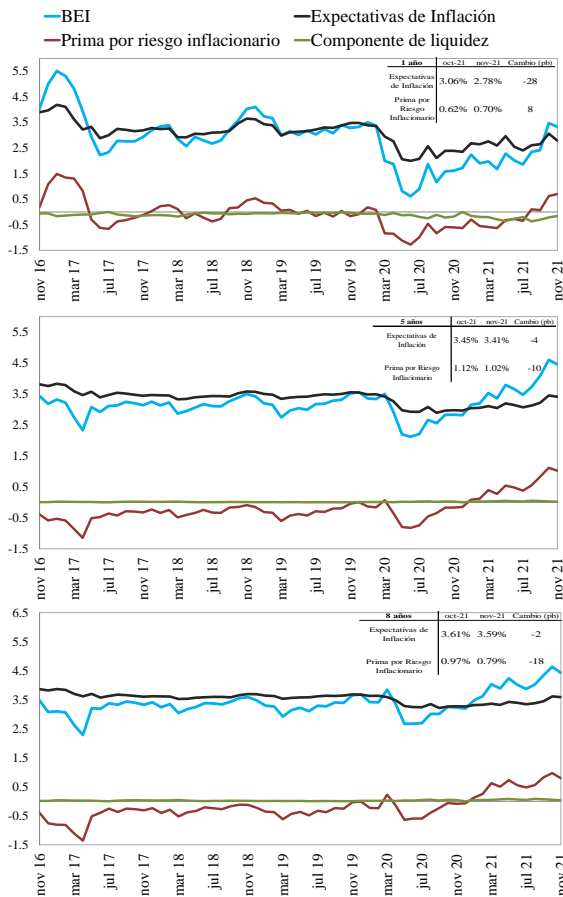 BEI
Expectativas de Inflación
Prima por riesgo inflacionario
Componente de liquidez
5.5
4.5
3.5
2.5
1.5
0.5
-0.5
-1.5
1 año oct-21 nov-21 Cambio (pb)
Expectativas
de Inflación 3.06% 2.78% -28
Prima por
Riesgo 0.62% 0.70% 8
Inflacionario
nov 16
mar 17
jul 17
nov 17
mar 18
jul 18
nov 18
mar 19
jul 19
nov 19
mar 20
jul 20
nov 20
mar 21
jul 21
nov 21
5.5
4.5
3.5
2.5
1.5
0.5
-0.5
-1.5
5 años oct-21 nov-21 Cambio (pb)
Expectativas de
Inflación 3.45% 3.41% -4
Prima por Riesgo
Inflacionario 1.12% 1.02% -10
nov 16
mar 17
jul 17
nov 17
mar 18
jul 18
nov 18
mar 19
jul 19
nov 19
mar 20
jul 20
nov 20
mar 21
jul 21
nov 21
6.5
5.5
4.5
3.5
2.5
1.5
0.5
-0.5
-1.5
8 años oct-21 nov-21 Cambio (pb)
Expectativas de
Inflación 3.61% 3.59% -2
Prima por Riesgo
Inflacionario 0.97% 0.79% -18
nov 16
mar 17
jul 17
nov 17
mar 18
jul 18
nov 18
mar 19
jul 19
nov 19
mar 20
jul 20
nov 20
mar 21
jul 21
nov 21